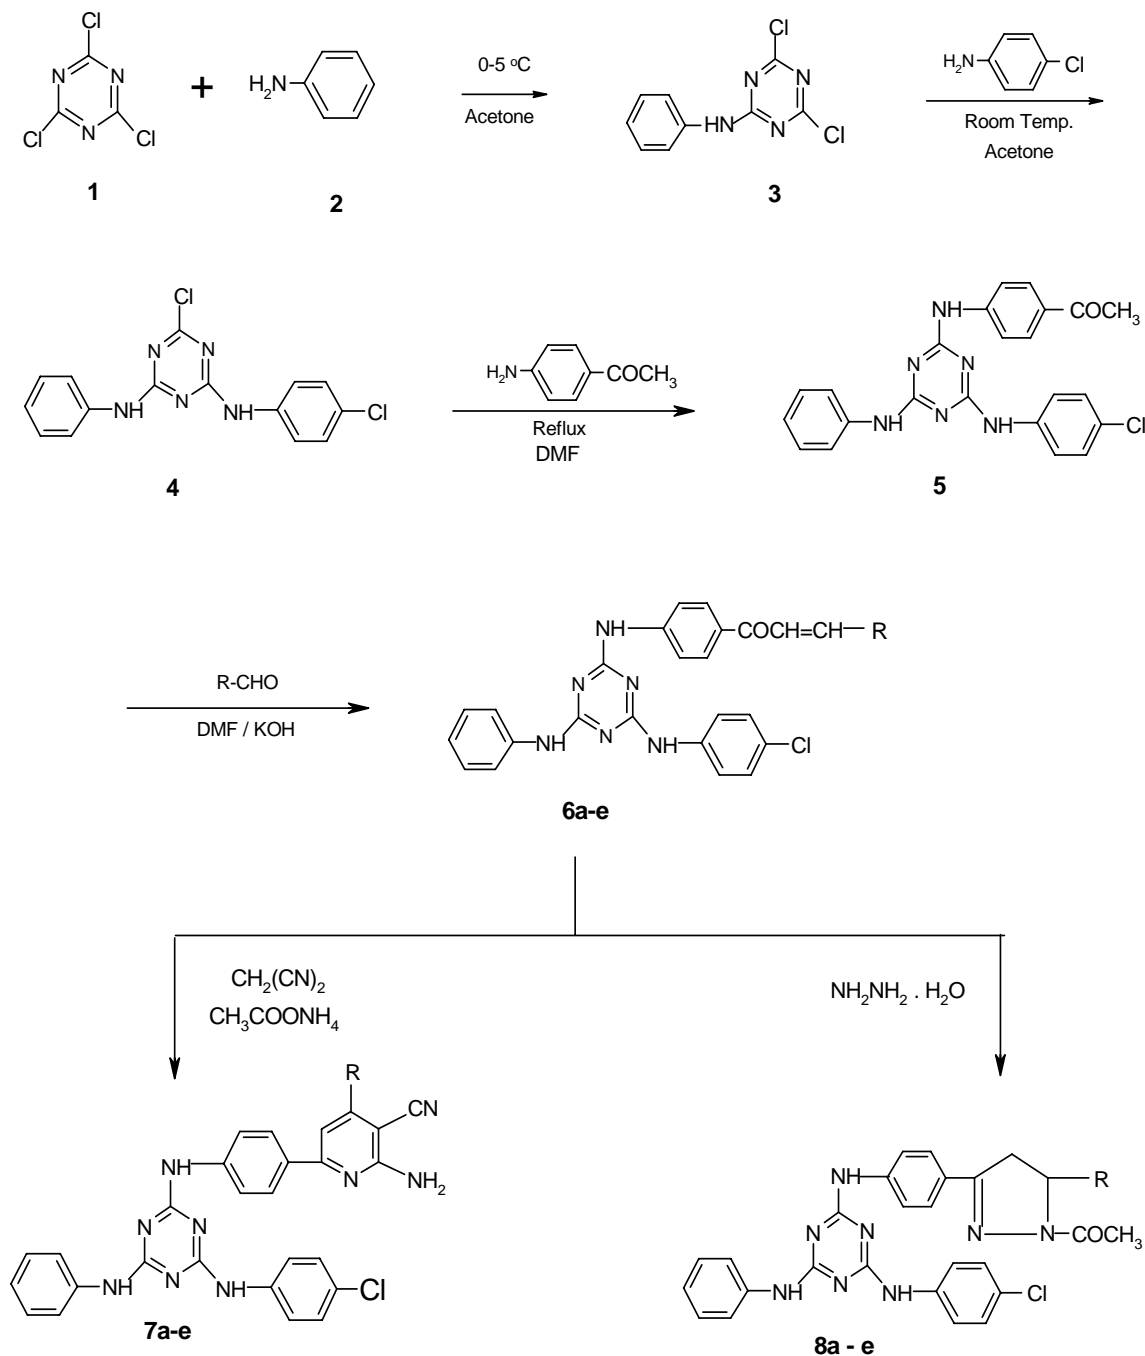 Cl
N N
Cl N Cl
1
+
H2N
2
0-5 oC
Acetone
Cl
N N
HN N Cl
3
H2N Cl
Room Temp.
Acetone
Cl
N N
NH N NH Cl
4
H2N COCH3
Reflux
DMF
NH COCH3
N N
NH N NH Cl
5
R-CHO
DMF / KOH
NH COCH=CH R
N N
NH N NH Cl
6a-e
CH2(CN)2
CH3COONH4
NH2NH2 . H2O
R
CN
NH N NH2
N N
NH N NH Cl
7a-e
NH R
N N COCH3
N N
NH N NH Cl
8a - e